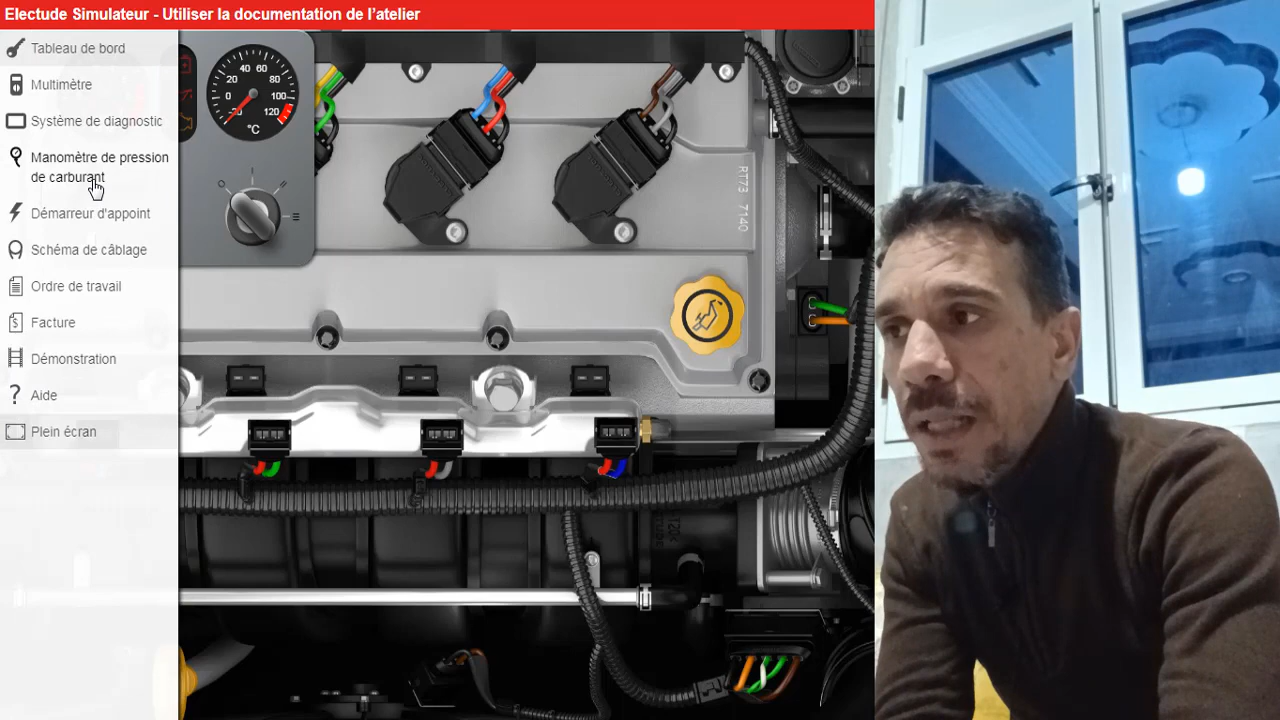 Electude Simulateur - Utiliser la documentation de l'atelier
Tableau de bord
Multimètre
Système de diagnostic
Manomètre de pression
de carburant
Démarreur d'appoint
Schéma de câblage
Ordre de travail
Facture
Démonstration
Aide
Plein écran
40 60
20 80
0 100
-20 120
°C
RT73 7140